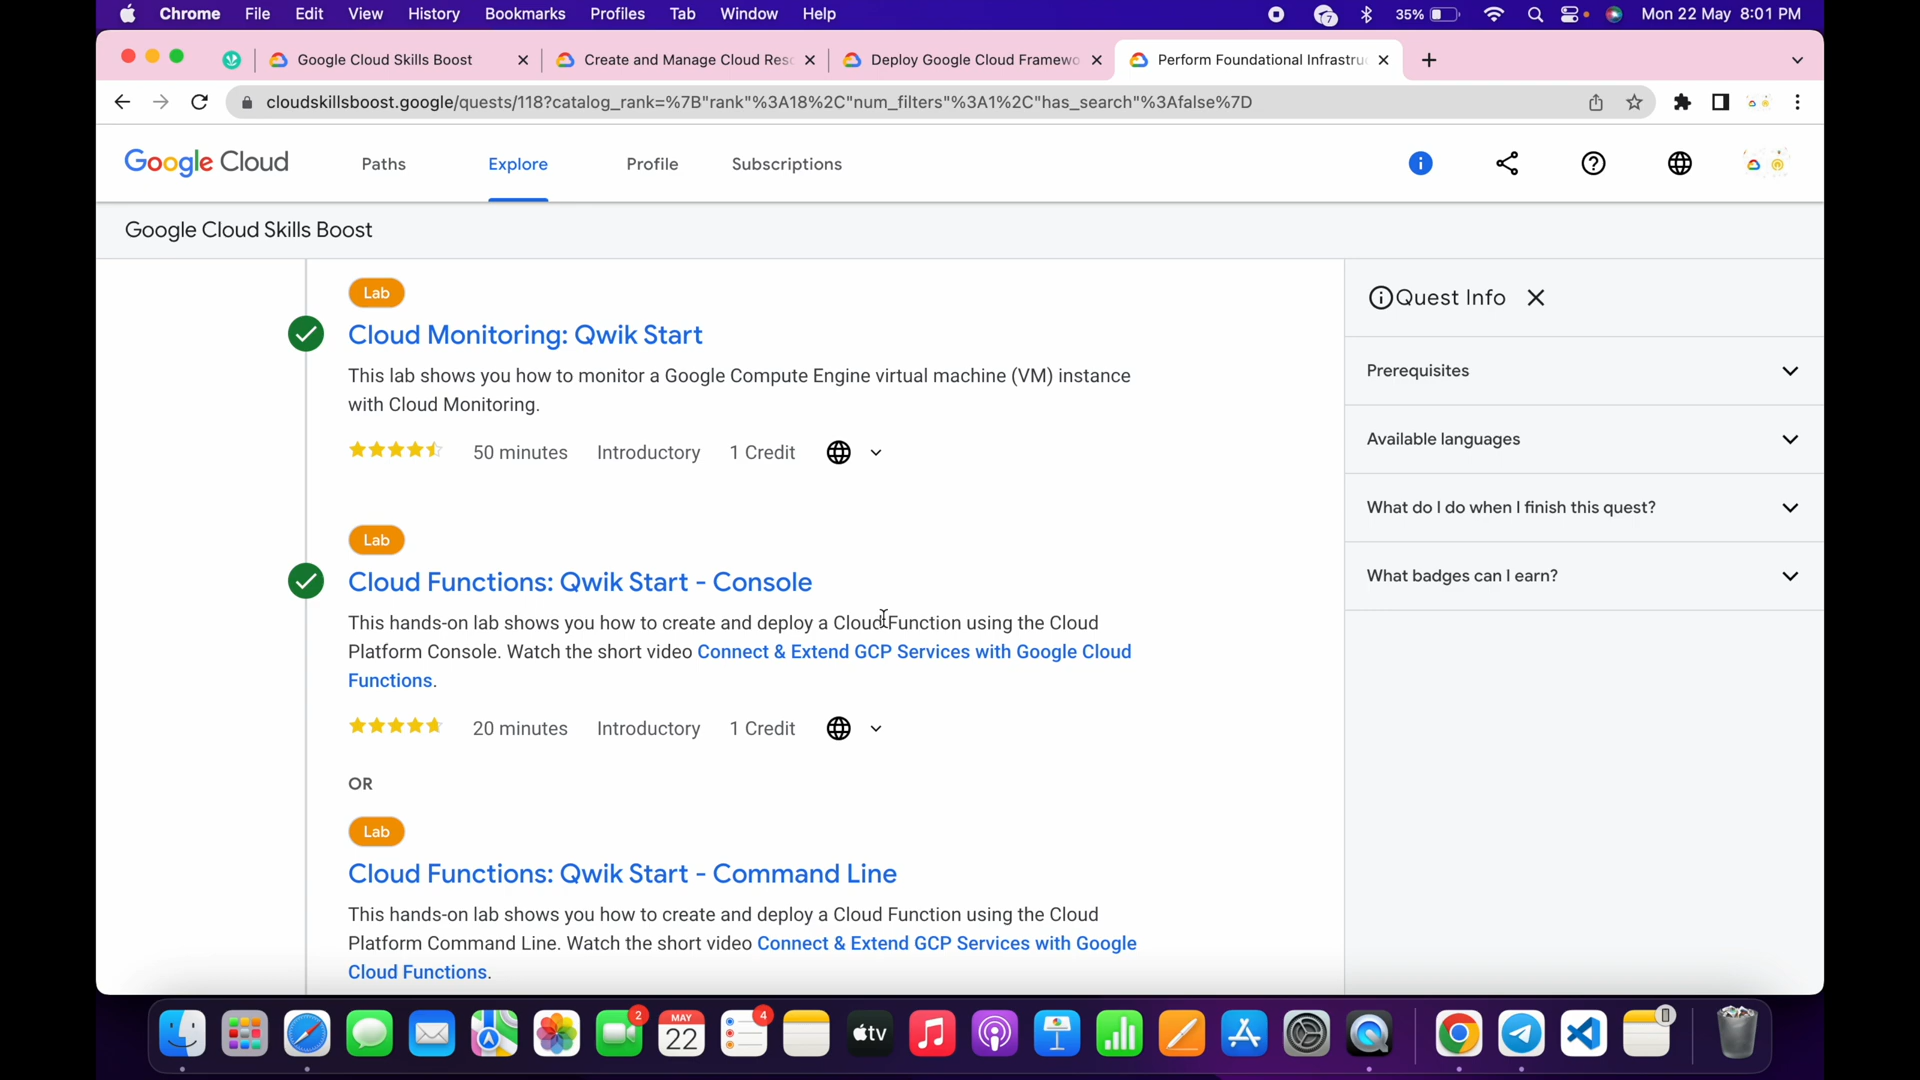 Chrome File Edit View History Bookmarks Profiles Tab Window Help 7 35% Mon 22 May 8:01 PM
Google Cloud Skills Boost Create and Manage Cloud Res Deploy Google Cloud Framewo Perform Foundational Infrastru
cloudskillsboost.google/quests/118?catalog_rank=%7B"rank"%3A18%2C"num_filters"%3A1%2C"has_search"%3Afalse%7D
Google Cloud Paths Explore Profile Subscriptions
Google Cloud Skills Boost
Lab
Cloud Monitoring: Qwik Start
This lab shows you how to monitor a Google Compute Engine virtual machine (VM) instance
with Cloud Monitoring.
50 minutes Introductory 1 Credit
Lab
Cloud Functions: Qwik Start - Console
This hands-on lab shows you how to create and deploy a Cloud Function using the Cloud
Platform Console. Watch the short video Connect & Extend GCP Services with Google Cloud
Functions.
20 minutes Introductory 1 Credit
OR
Lab
Cloud Functions: Qwik Start - Command Line
This hands-on lab shows you how to create and deploy a Cloud Function using the Cloud
Platform Command Line. Watch the short video Connect & Extend GCP Services with Google
Cloud Functions.
Quest Info
Prerequisites
Available languages
What do I do when I finish this quest?
What badges can I earn?
2 MAY 22 4 tv